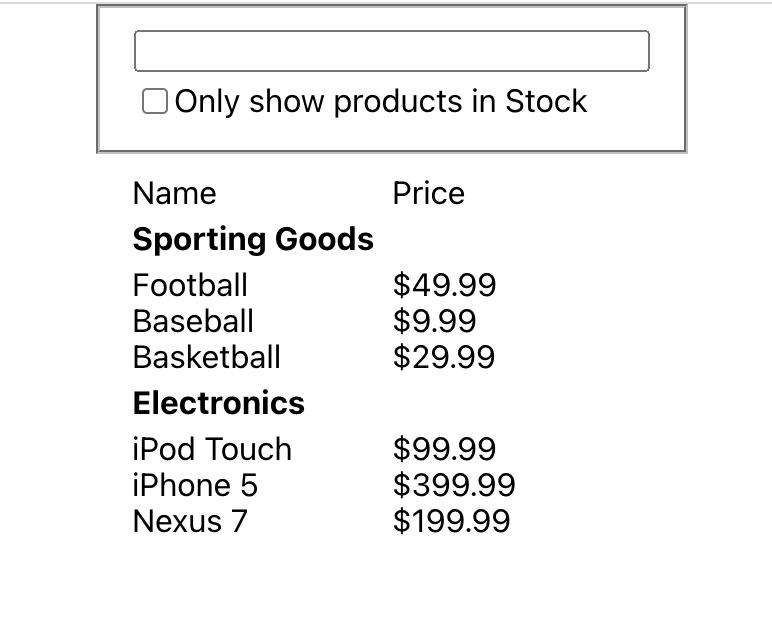 Only show products in Stock
Name Price
Sporting Goods
Football $49.99
Baseball $9.99
Basketball $29.99
Electronics
iPod Touch $99.99
iPhone 5 $399.99
Nexus 7 $199.99